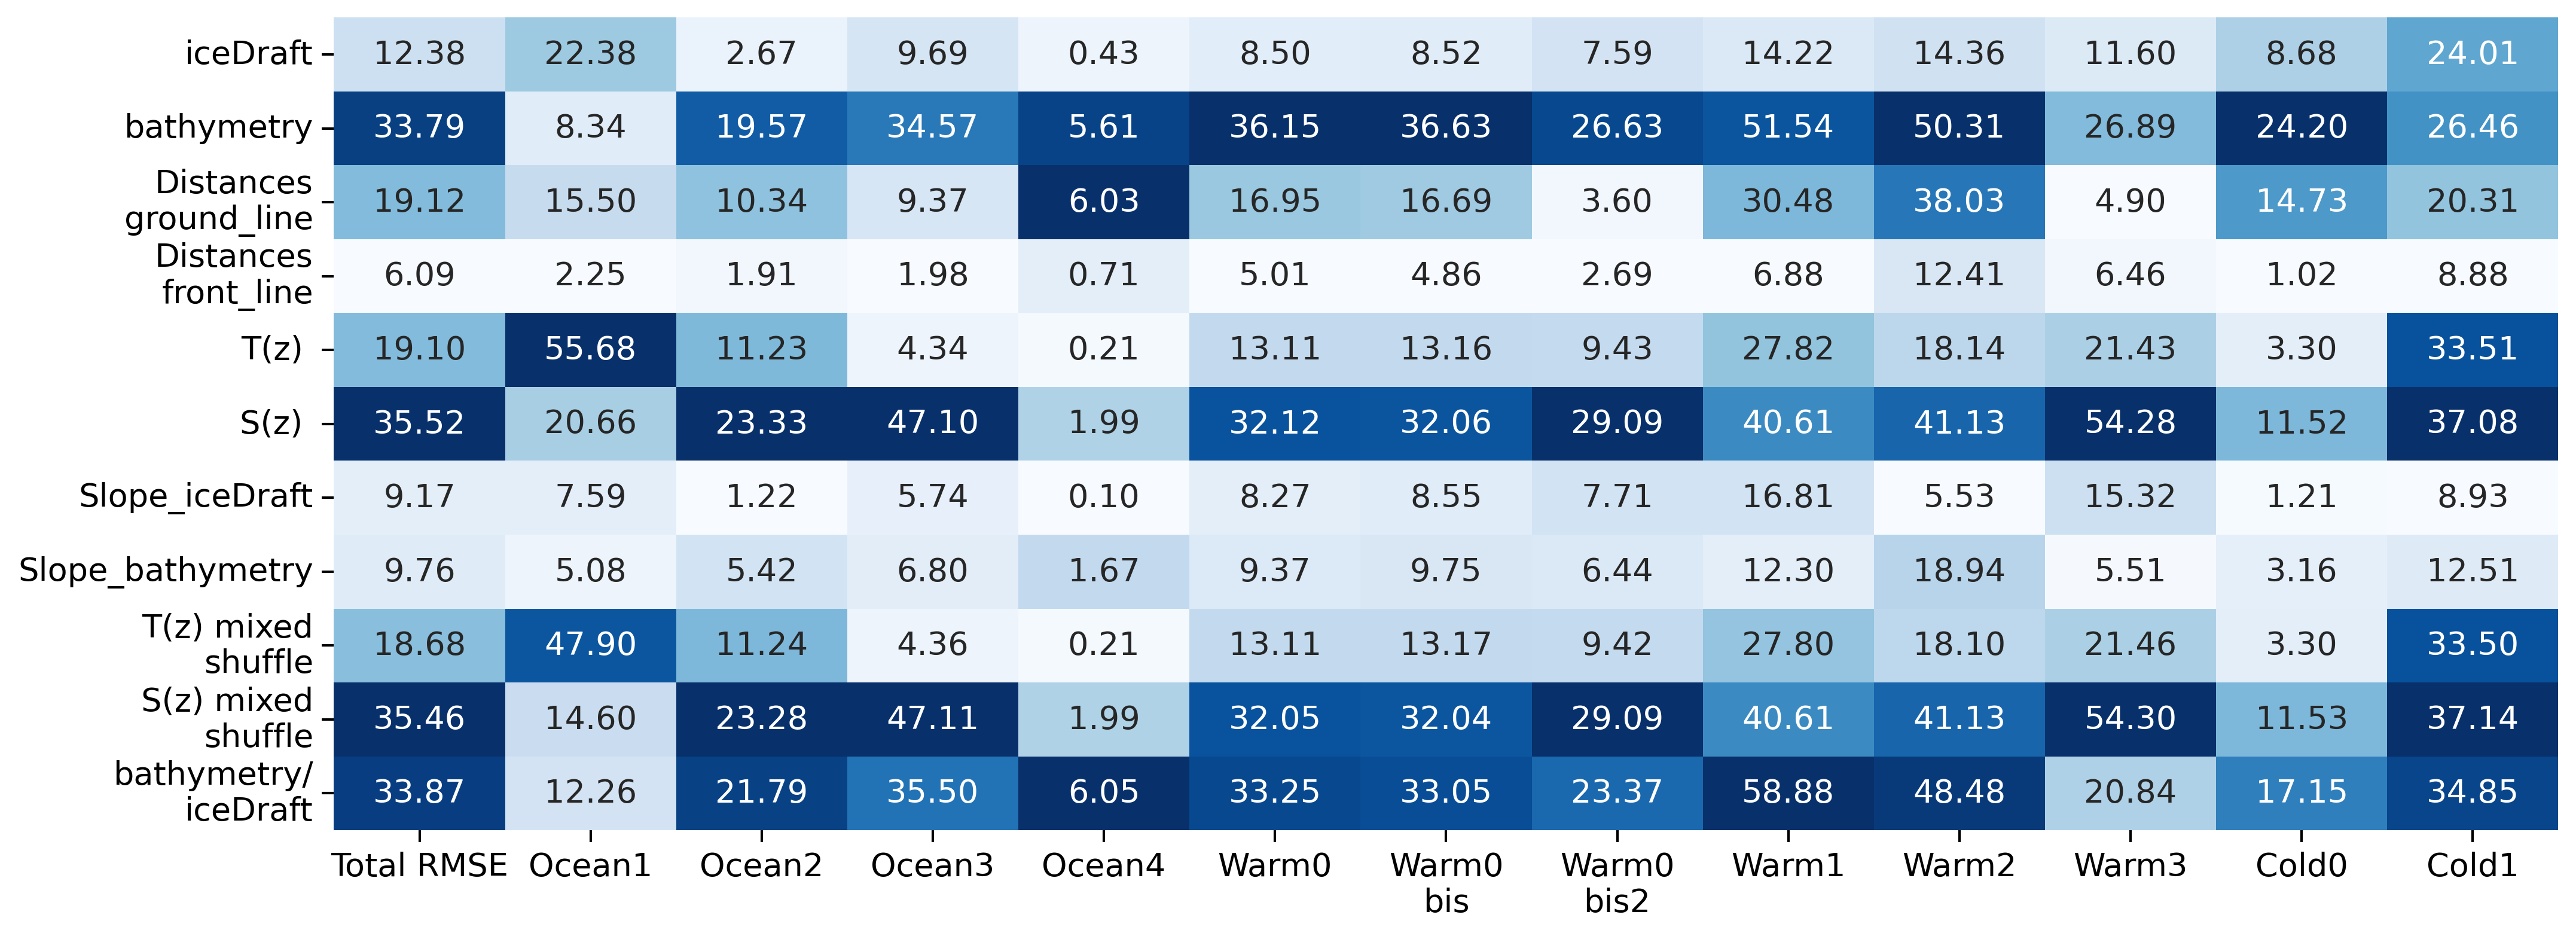 iceDraft 12.38 22.38 2.67 9.69 0.43 8.50 8.52 7.59 14.22 14.36 11.60 8.68 24.01
bathymetry 33.79 8.34 19.57 34.57 5.61 36.15 36.63 26.63 51.54 50.31 26.89 24.20 26.46
Distances
ground_line 19.12 15.50 10.34 9.37 6.03 16.95 16.69 3.60 30.48 38.03 4.90 14.73 20.31
Distances
front_line 6.09 2.25 1.91 1.98 0.71 5.01 4.86 2.69 6.88 12.41 6.46 1.02 8.88
T(z) 19.10 55.68 11.23 4.34 0.21 13.11 13.16 9.43 27.82 18.14 21.43 3.30 33.51
S(z) 35.52 20.66 23.33 47.10 1.99 32.12 32.06 29.09 40.61 41.13 54.28 11.52 37.08
Slope_iceDraft 9.17 7.59 1.22 5.74 0.10 8.27 8.55 7.71 16.81 5.53 15.32 1.21 8.93
Slope_bathymetry 9.76 5.08 5.42 6.80 1.67 9.37 9.75 6.44 12.30 18.94 5.51 3.16 12.51
T(z) mixed
shuffle 18.68 47.90 11.24 4.36 0.21 13.11 13.17 9.42 27.80 18.10 21.46 3.30 33.50
S(z) mixed
shuffle 35.46 14.60 23.28 47.11 1.99 32.05 32.04 29.09 40.61 41.13 54.30 11.53 37.14
bathymetry/
iceDraft 33.87 12.26 21.79 35.50 6.05 33.25 33.05 23.37 58.88 48.48 20.84 17.15 34.85
Total RMSE Ocean1 Ocean2 Ocean3 Ocean4 Warm0 Warm0 Warm0 Warm1 Warm2 Warm3 Cold0 Cold1
bis bis2